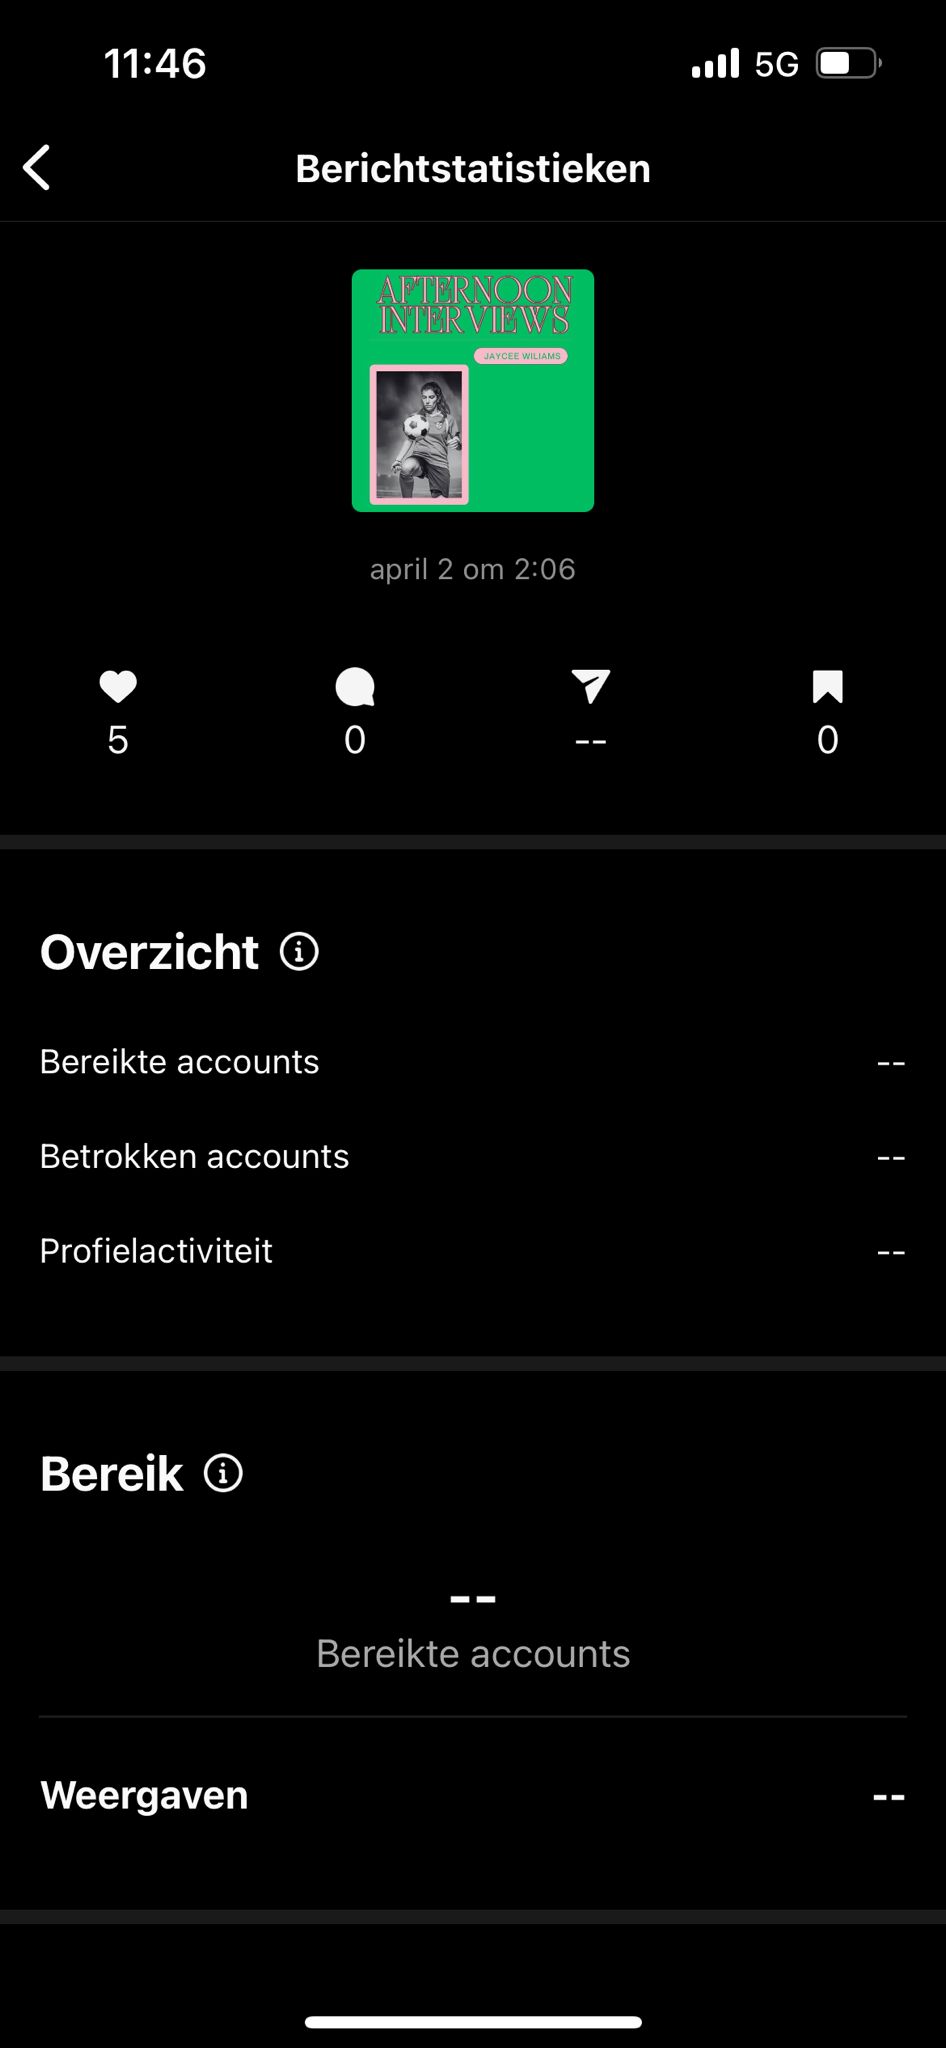 11:46
5G
Berichtstatistieken
AFTERNOON
INTERVIEWS
JAYCEE WILIAMS
april 2 om 2:06
5 0 -- 0
Overzicht
Bereikte accounts --
Betrokken accounts --
Profielactiviteit --
Bereik
--
Bereikte accounts
Weergaven --